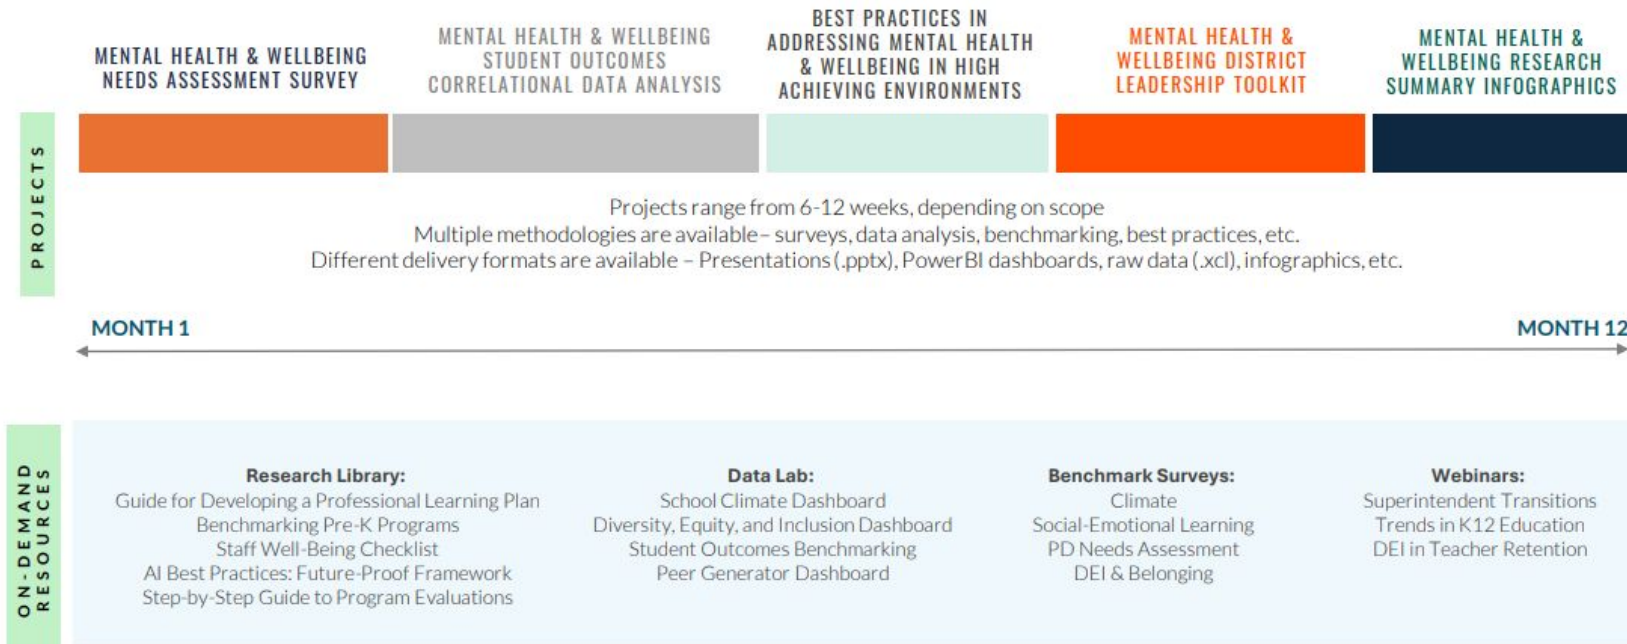 MENTAL HEALTH & WELLBEING
NEEDS ASSESSMENT SURVEY
MENTAL HEALTH & WELLBEING
STUDENT OUTCOMES
CORRELATIONAL DATA ANALYSIS
BEST PRACTICES IN
ADDRESSING MENTAL HEALTH
& WELLBEING IN HIGH
ACHIEVING ENVIRONMENTS
MENTAL HEALTH &
WELLBEING DISTRICT
LEADERSHIP TOOLKIT
MENTAL HEALTH &
WELLBEING RESEARCH
SUMMARY INFOGRAPHICS
PROJECTS
Projects range from 6-12 weeks, depending on scope
Multiple methodologies are available– surveys, data analysis, benchmarking, best practices, etc.
Different delivery formats are available – Presentations (.pptx), PowerBI dashboards, raw data (.xcl), infographics, etc.
MONTH 1
MONTH 12
ON-DEMAND
RESOURCES
Research Library:
Guide for Developing a Professional Learning Plan
Benchmarking Pre-K Programs
Staff Well-Being Checklist
AI Best Practices: Future-Proof Framework
Step-by-Step Guide to Program Evaluations
Data Lab:
School Climate Dashboard
Diversity, Equity, and Inclusion Dashboard
Student Outcomes Benchmarking
Peer Generator Dashboard
Benchmark Surveys:
Climate
Social-Emotional Learning
PD Needs Assessment
DEI & Belonging
Webinars:
Superintendent Transitions
Trends in K12 Education
DEI in Teacher Retention